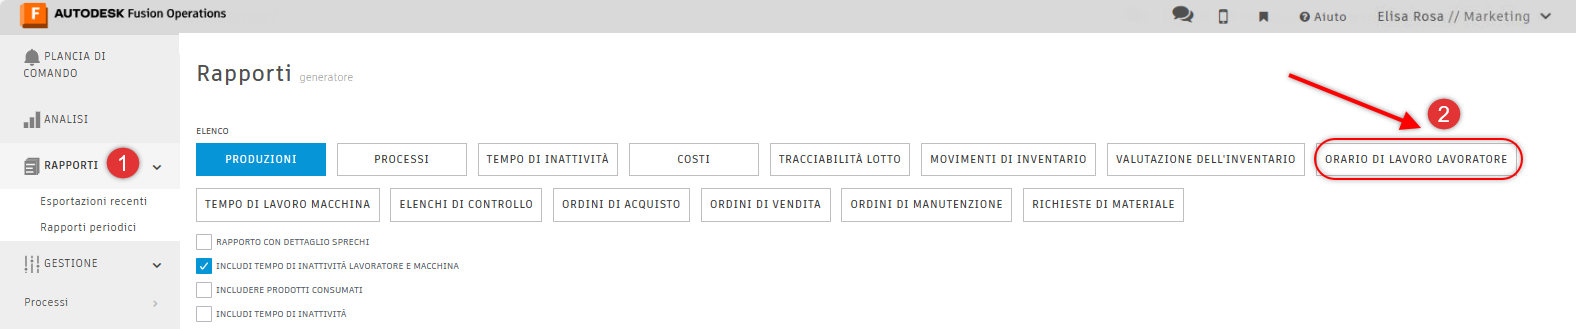 F AUTODESK Fusion Operations
Aiuto
Elisa Rosa // Marketing
PLANCIA DI
COMANDO
ANALISI
RAPPORTI
1
Esportazioni recenti
Rapporti periodici
GESTIONE
Processi
Rapporti generatore
2
ELENCO
PRODUZIONI PROCESSI TEMPO DI INATTIVITÀ COSTI TRACCIABILITÀ LOTTO MOVIMENTI DI INVENTARIO VALUTAZIONE DELL'INVENTARIO ORARIO DI LAVORO LAVORATORE
TEMPO DI LAVORO MACCHINA ELENCHI DI CONTROLLO ORDINI DI ACQUISTO ORDINI DI VENDITA ORDINI DI MANUTENZIONE RICHIESTE DI MATERIALE
RAPPORTO CON DETTAGLIO SPRECHI
INCLUDI TEMPO DI INATTIVITÀ LAVORATORE E MACCHINA
INCLUDERE PRODOTTI CONSUMATI
INCLUDI TEMPO DI INATTIVITÀ